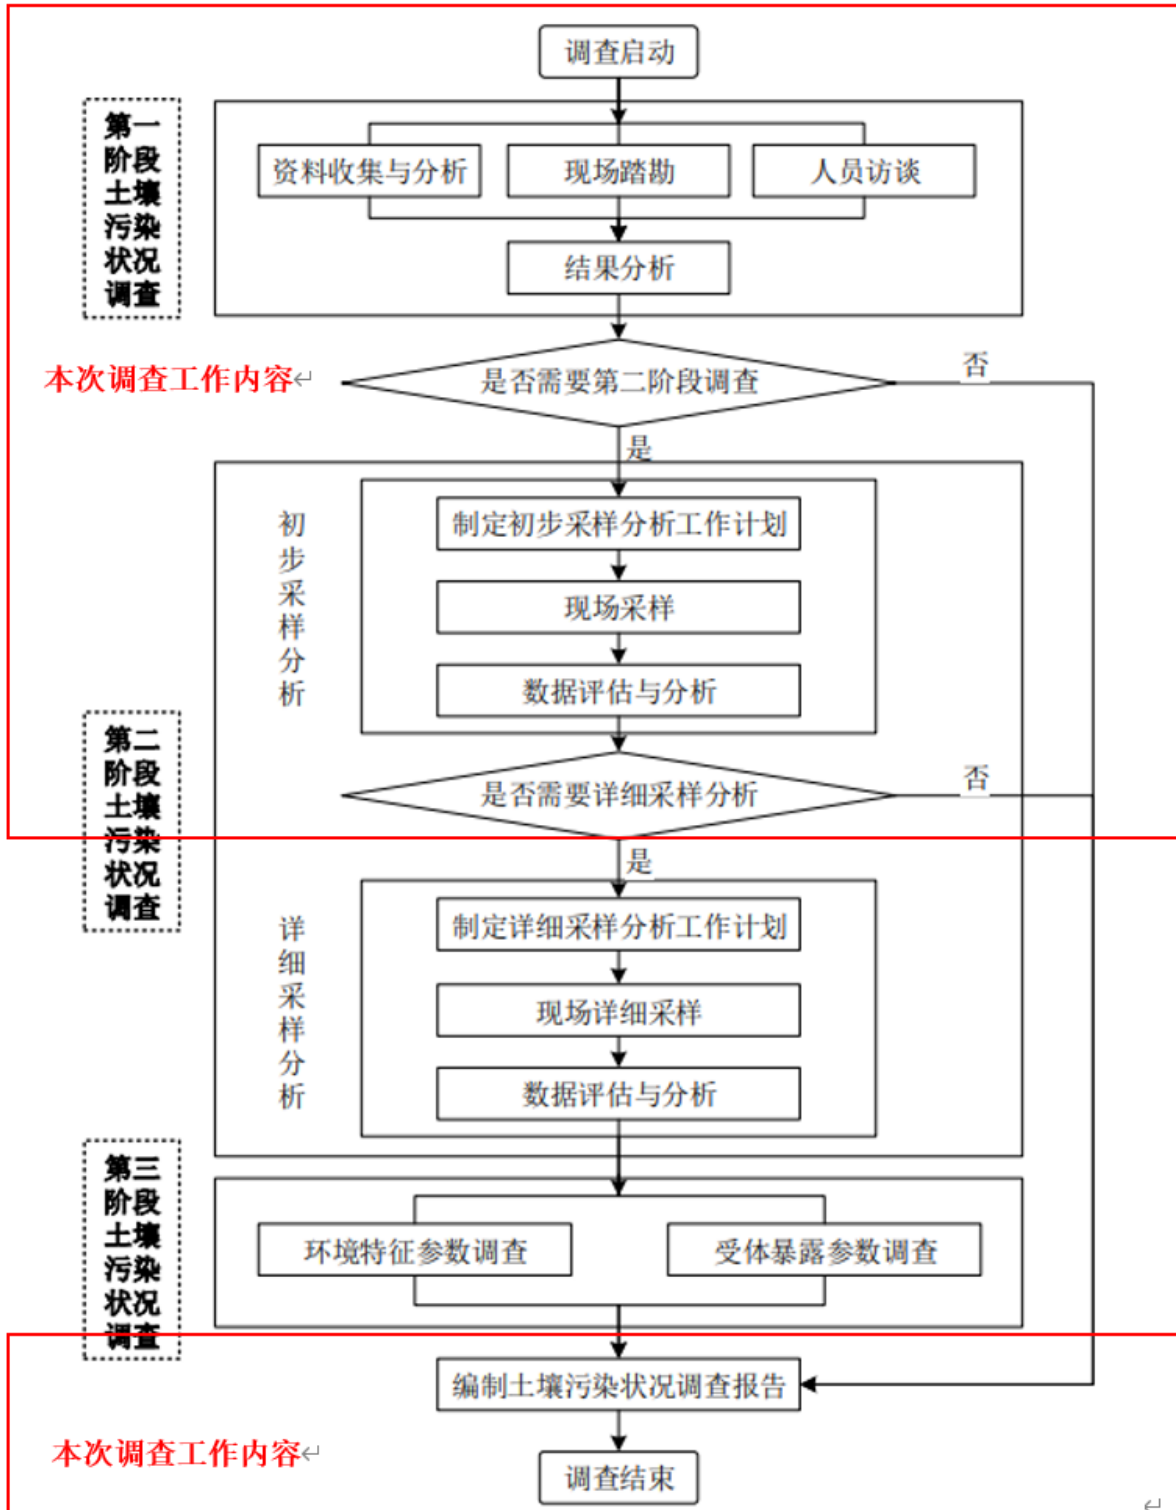 调查启动
第一
阶段
土壤
污染
状况
调查
资料收集与分析
现场踏勘
人员访谈
结果分析
本次调查工作内容
是否需要第二阶段调查
否
是
初
步
采
样
分
析
制定初步采样分析工作计划
现场采样
数据评估与分析
第二
阶段
土壤
污染
状况
调查
是否需要详细采样分析
否
是
详
细
采
样
分
析
制定详细采样分析工作计划
现场详细采样
数据评估与分析
第三
阶段
土壤
污染
状况
调查
环境特征参数调查
受体暴露参数调查
编制土壤污染状况调查报告
本次调查工作内容
调查结束